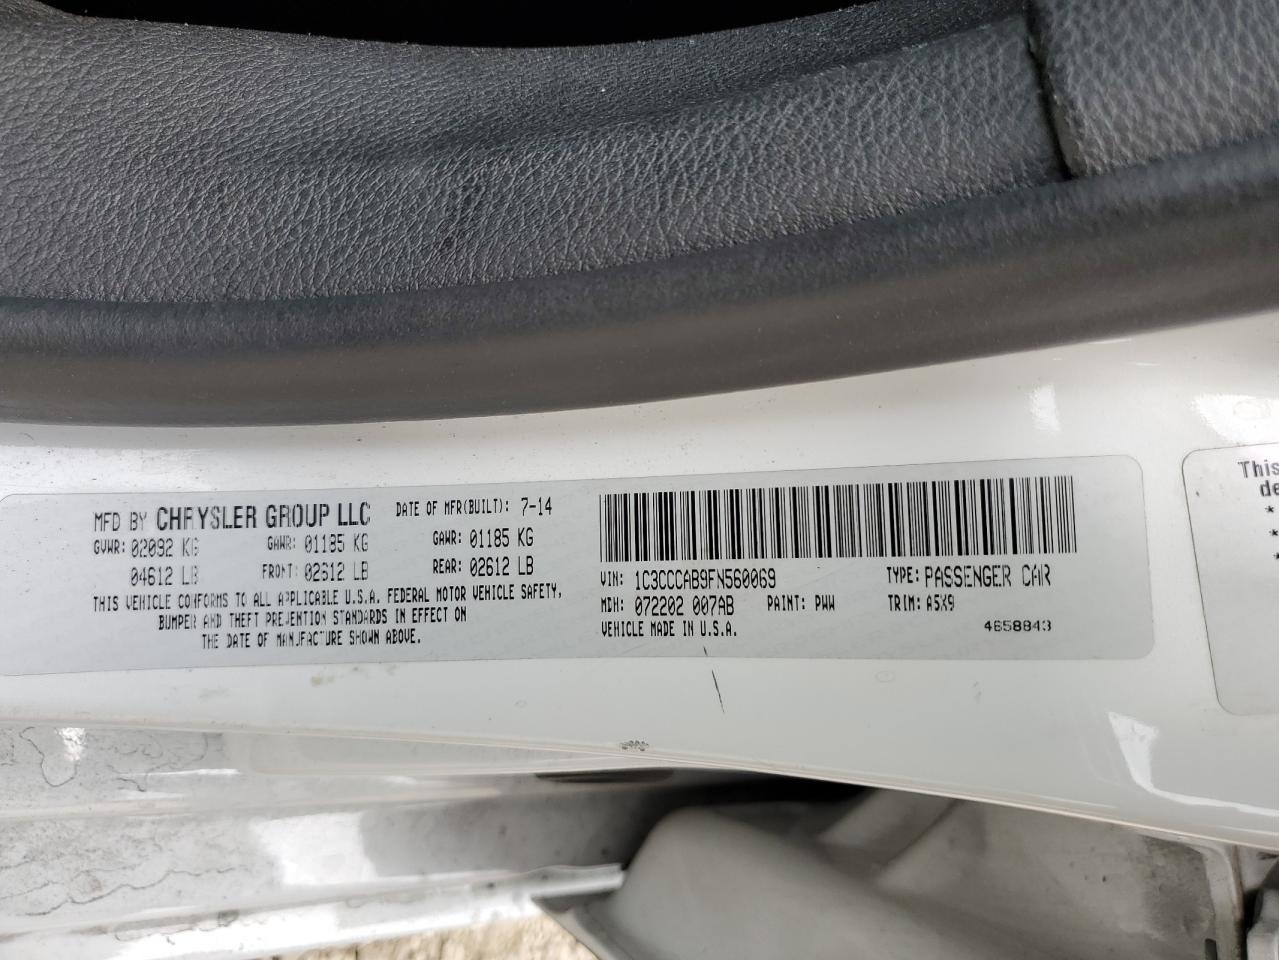 MFD BY CHRYSLER GROUP LLC DATE OF MFR(BUILT): 7-14
GVWR: 02092 KG GAWR: 01185 KG GAWR: 01185 KG
04612 LB FRONT: 02612 LB REAR: 02612 LB
THIS VEHICLE CONFORMS TO ALL APPLICABLE U.S.A. FEDERAL MOTOR VEHICLE SAFETY,
BUMPER AND THEFT PREVENTION STANDARDS IN EFFECT ON
THE DATE OF MANUFACTURE SHOWN ABOVE.
VIN: 1C3CCCAB9FN560069 TYPE: PASSENGER CAR
MDH: 072202 007AB PAINT: PWW TRIM: A5X9
VEHICLE MADE IN U.S.A. 4658843
This
de
*
*
*